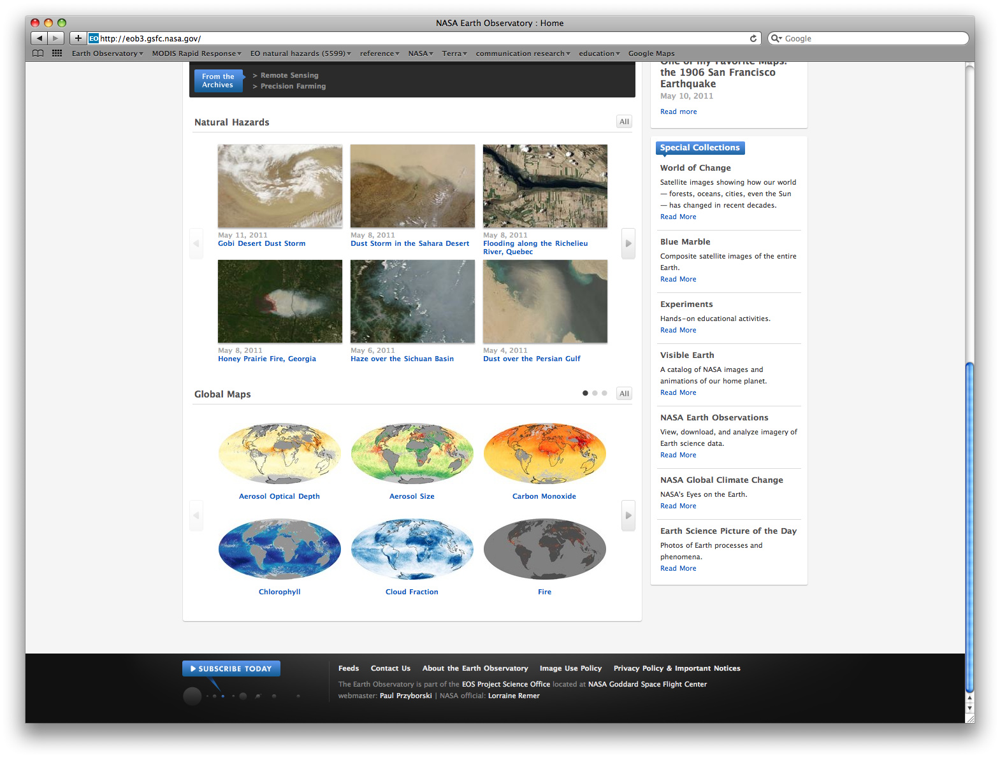 NASA Earth Observatory : Home
EO http://eob3.gsfc.nasa.gov/
Google
Earth Observatory
MODIS Rapid Response
EO natural hazards (5599)
reference
NASA
Terra
communication research
education
Google Maps
From the
Archives
> Remote Sensing
> Precision Farming
Natural Hazards
All
May 11, 2011
Gobi Desert Dust Storm
May 8, 2011
Dust Storm in the Sahara Desert
May 8, 2011
Flooding along the Richelieu
River, Quebec
May 8, 2011
Honey Prairie Fire, Georgia
May 6, 2011
Haze over the Sichuan Basin
May 4, 2011
Dust over the Persian Gulf
Global Maps
All
Aerosol Optical Depth
Aerosol Size
Carbon Monoxide
Chlorophyll
Cloud Fraction
Fire
One of my Favorite Maps:
the 1906 San Francisco
Earthquake
May 10, 2011
Read more
Special Collections
World of Change
Satellite images showing how our world
— forests, oceans, cities, even the Sun
— has changed in recent decades.
Read More
Blue Marble
Composite satellite images of the entire
Earth.
Read More
Experiments
Hands-on educational activities.
Read More
Visible Earth
A catalog of NASA images and
animations of our home planet.
Read More
NASA Earth Observations
View, download, and analyze imagery of
Earth science data.
Read More
NASA Global Climate Change
NASA's Eyes on the Earth.
Read More
Earth Science Picture of the Day
Photos of Earth processes and
phenomena.
Read More
SUBSCRIBE TODAY
Feeds
Contact Us
About the Earth Observatory
Image Use Policy
Privacy Policy & Important Notices
The Earth Observatory is part of the EOS Project Science Office located at NASA Goddard Space Flight Center
webmaster: Paul Przyborski | NASA official: Lorraine Remer